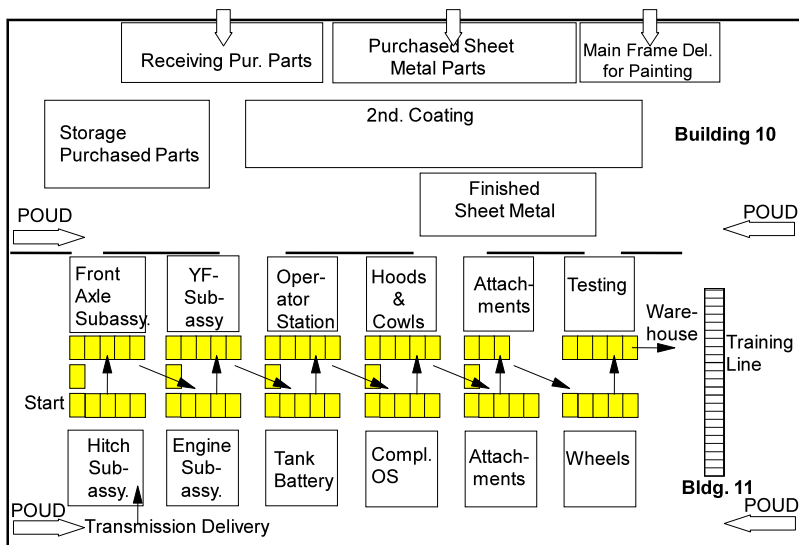 Receiving Pur. Parts
Purchased Sheet
Metal Parts
Main Frame Del.
for Painting
Storage
Purchased Parts
2nd. Coating
Building 10
Finished
Sheet Metal
POUD
POUD
Front
Axle
Subassy.
YF-
Sub-
assy
Oper-
ator
Station
Hoods
&
Cowls
Attach-
ments
Testing
Ware-
house
Training
Line
Start
Hitch
Sub-
assy.
Engine
Sub-
assy.
Tank
Battery
Compl.
OS
Attach-
ments
Wheels
Bldg. 11
POUD
Transmission Delivery
POUD